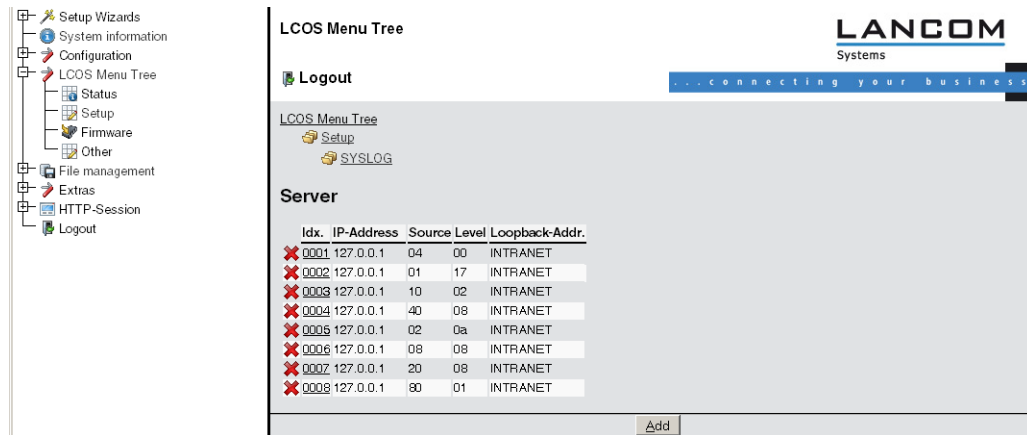 Setup Wizards
System information
Configuration
LCOS Menu Tree
Status
Setup
Firmware
Other
File management
Extras
HTTP-Session
Logout
LCOS Menu Tree
LANCOM
Systems
Logout
...connecting your business
LCOS Menu Tree
Setup
SYSLOG
Server
Idx. IP-Address Source Level Loopback-Addr.
0001 127.0.0.1 04 00 INTRANET
0002 127.0.0.1 01 17 INTRANET
0003 127.0.0.1 10 02 INTRANET
0004 127.0.0.1 40 08 INTRANET
0005 127.0.0.1 02 0a INTRANET
0006 127.0.0.1 08 08 INTRANET
0007 127.0.0.1 20 08 INTRANET
0008 127.0.0.1 80 01 INTRANET
Add